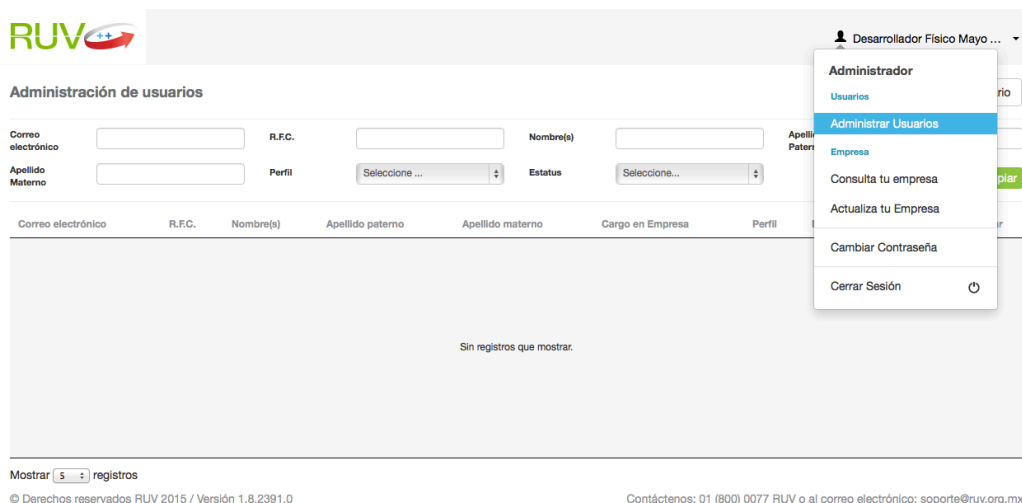 RUV++
Desarrollador Físico Mayo ...
Administrador
Administración de usuarios
Usuarios
rio
Administrar Usuarios
Correo electrónico
R.F.C.
Nombre(s)
Empresa
Apellido
Materno
Perfil
Seleccione ...
Estatus
Seleccione...
Consulta tu empresa
piar
Actualiza tu Empresa
Correo electrónico
R.F.C.
Nombre(s)
Apellido paterno
Apellido materno
Cargo en Empresa
Perfil
Cambiar Contraseña
Cerrar Sesión
Sin registros que mostrar.
Mostrar 5 registros
© Derechos reservados RUV 2015 / Versión 1.8.2391.0
Contáctenos: 01 (800) 0077 RUV o al correo electrónico: soporte@ruv.org.mx